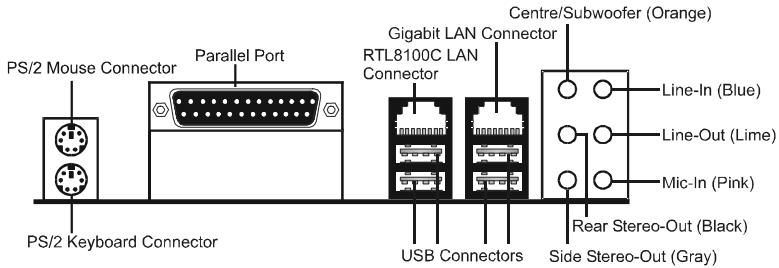 Centre/Subwoofer (Orange)
Gigabit LAN Connector
Parallel Port
RTL8100C LAN
Connector
PS/2 Mouse Connector
Line-In (Blue)
Line-Out (Lime)
Mic-In (Pink)
Rear Stereo-Out (Black)
PS/2 Keyboard Connector
USB Connectors
Side Stereo-Out (Gray)